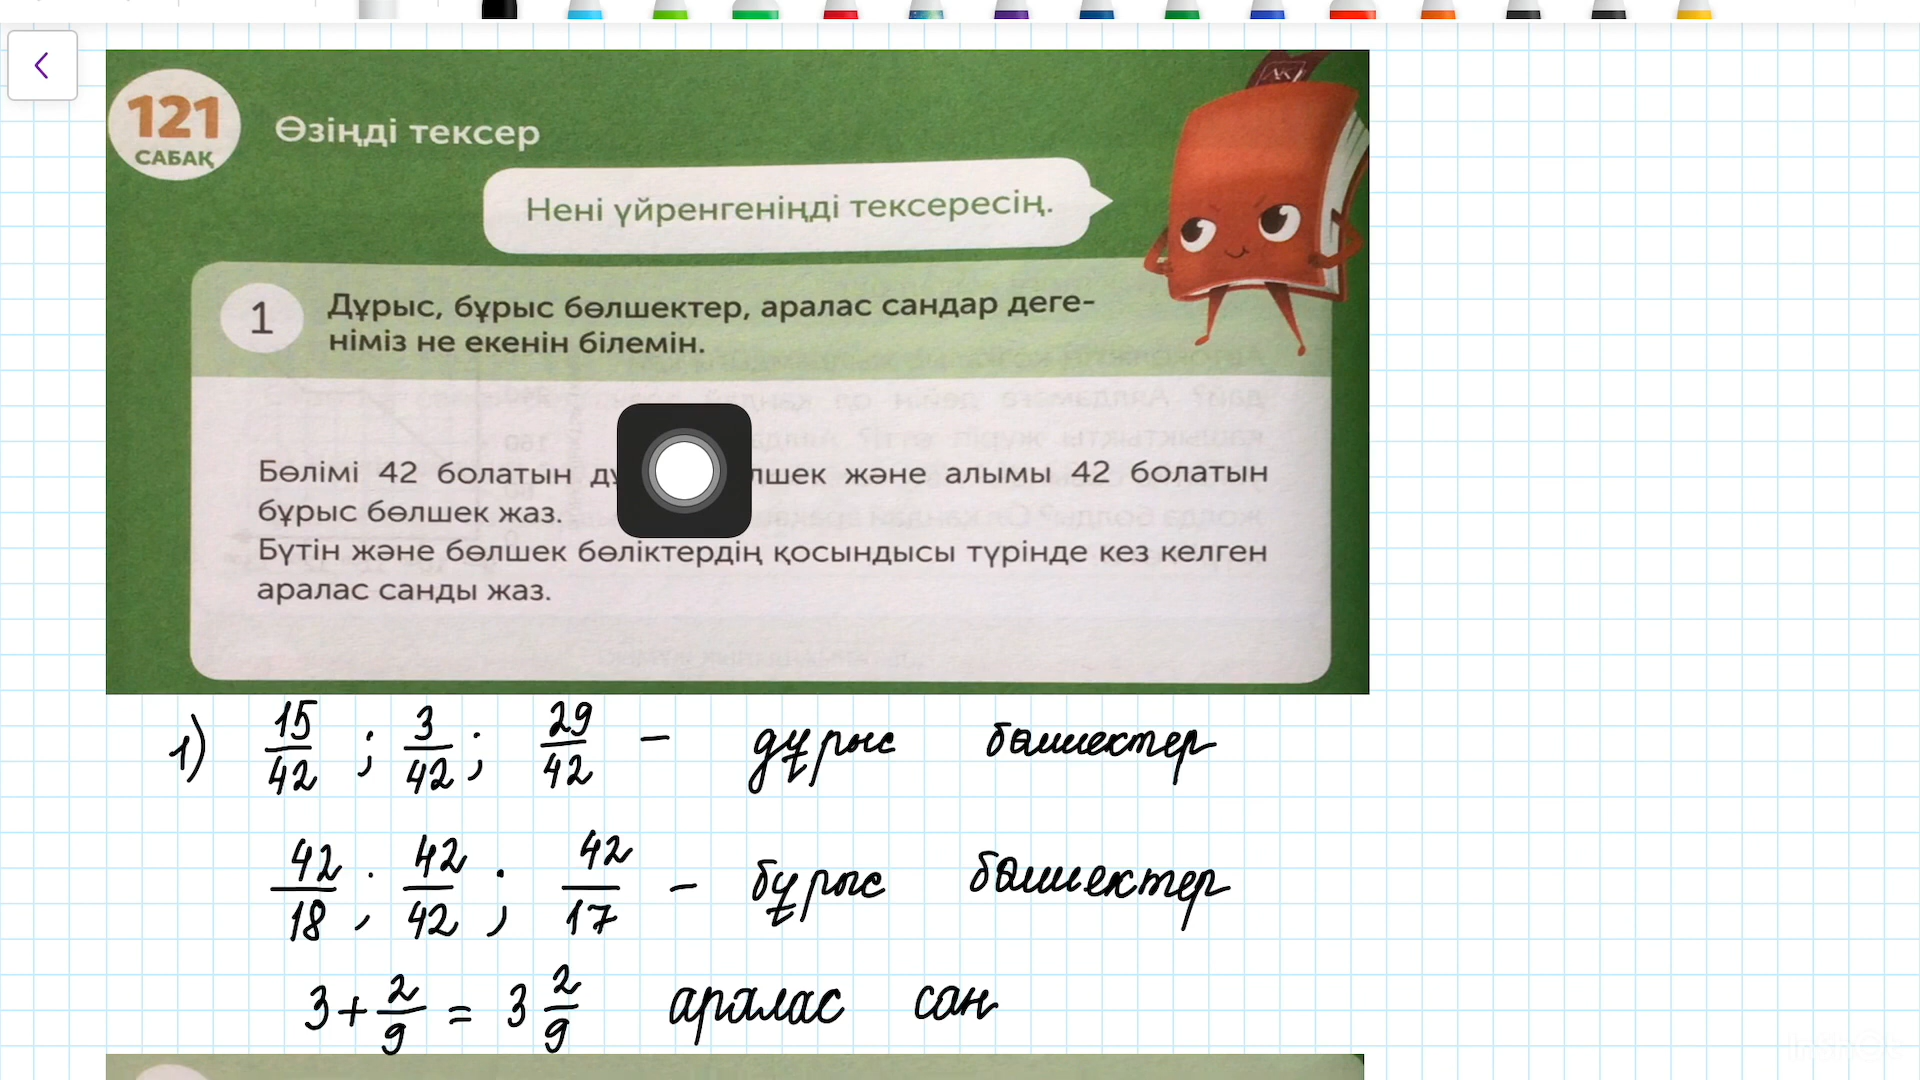 121
САБАҚ
Өзіңді тексер
Нені үйренгеніңді тексересің.
1
Дұрыс, бұрыс бөлшектер, аралас сандар деге-
німіз не екенін білемін.
Бөлімі 42 болатын және алымы 42 болатын
бұрыс бөлшек жаз.
Бүтін және бөлшек бөліктердің қосындысы түрінде кез келген
аралас санды жаз.
1) 15/42 ; 3/42 ; 29/42 – дұрыс бөлшектер
42/18 ; 42/42 ; 42/17 – бұрыс бөлшектер
3 + 2/9 = 3 2/9 аралас сан